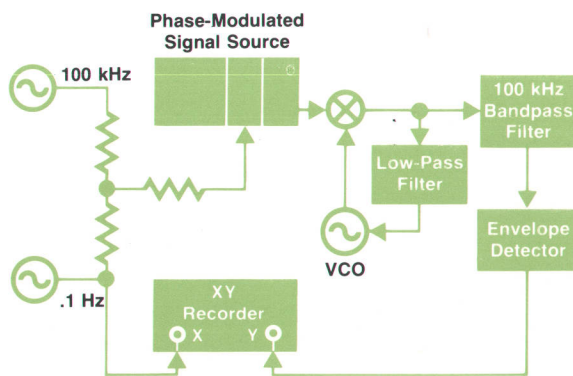 Phase-Modulated
Signal Source
100 kHz
100 kHz
Bandpass
Filter
Low-Pass
Filter
VCO
Envelope
Detector
.1 Hz
XY
Recorder
X
Y